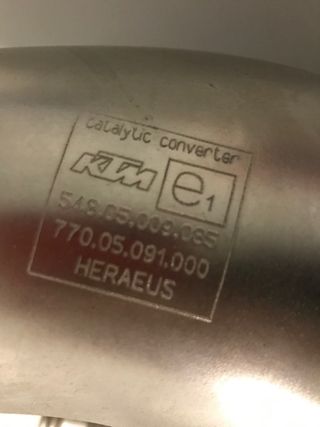 catalytic converter
KTM e1
548.05.009.085
770.05.091.000
HERAEUS